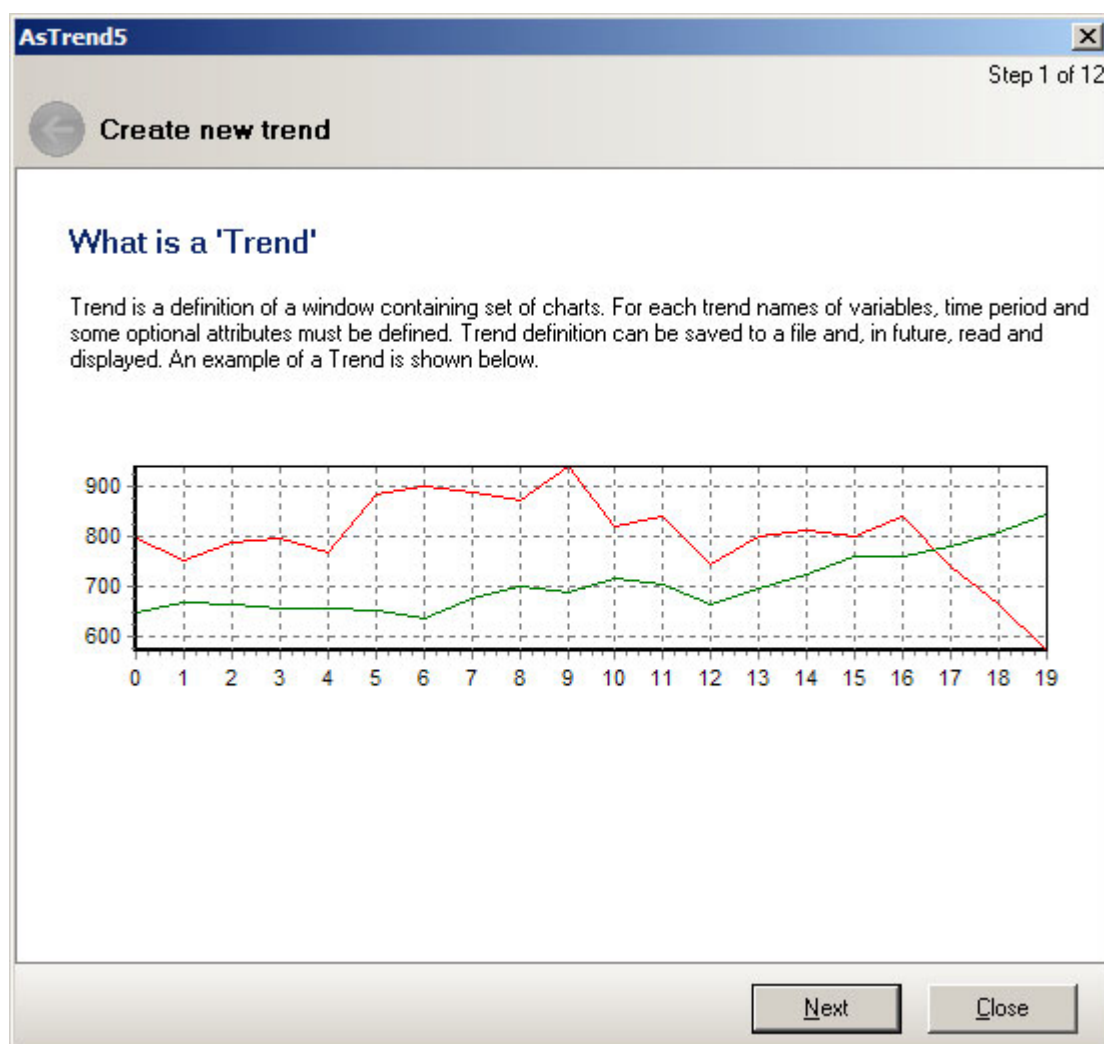 AsTrend5
Step 1 of 12
Create new trend
What is a 'Trend'
Trend is a definition of a window containing set of charts. For each trend names of variables, time period and
some optional attributes must be defined. Trend definition can be saved to a file and, in future, read and
displayed. An example of a Trend is shown below.
900
800
700
600
0 1 2 3 4 5 6 7 8 9 10 11 12 13 14 15 16 17 18 19
Next Close